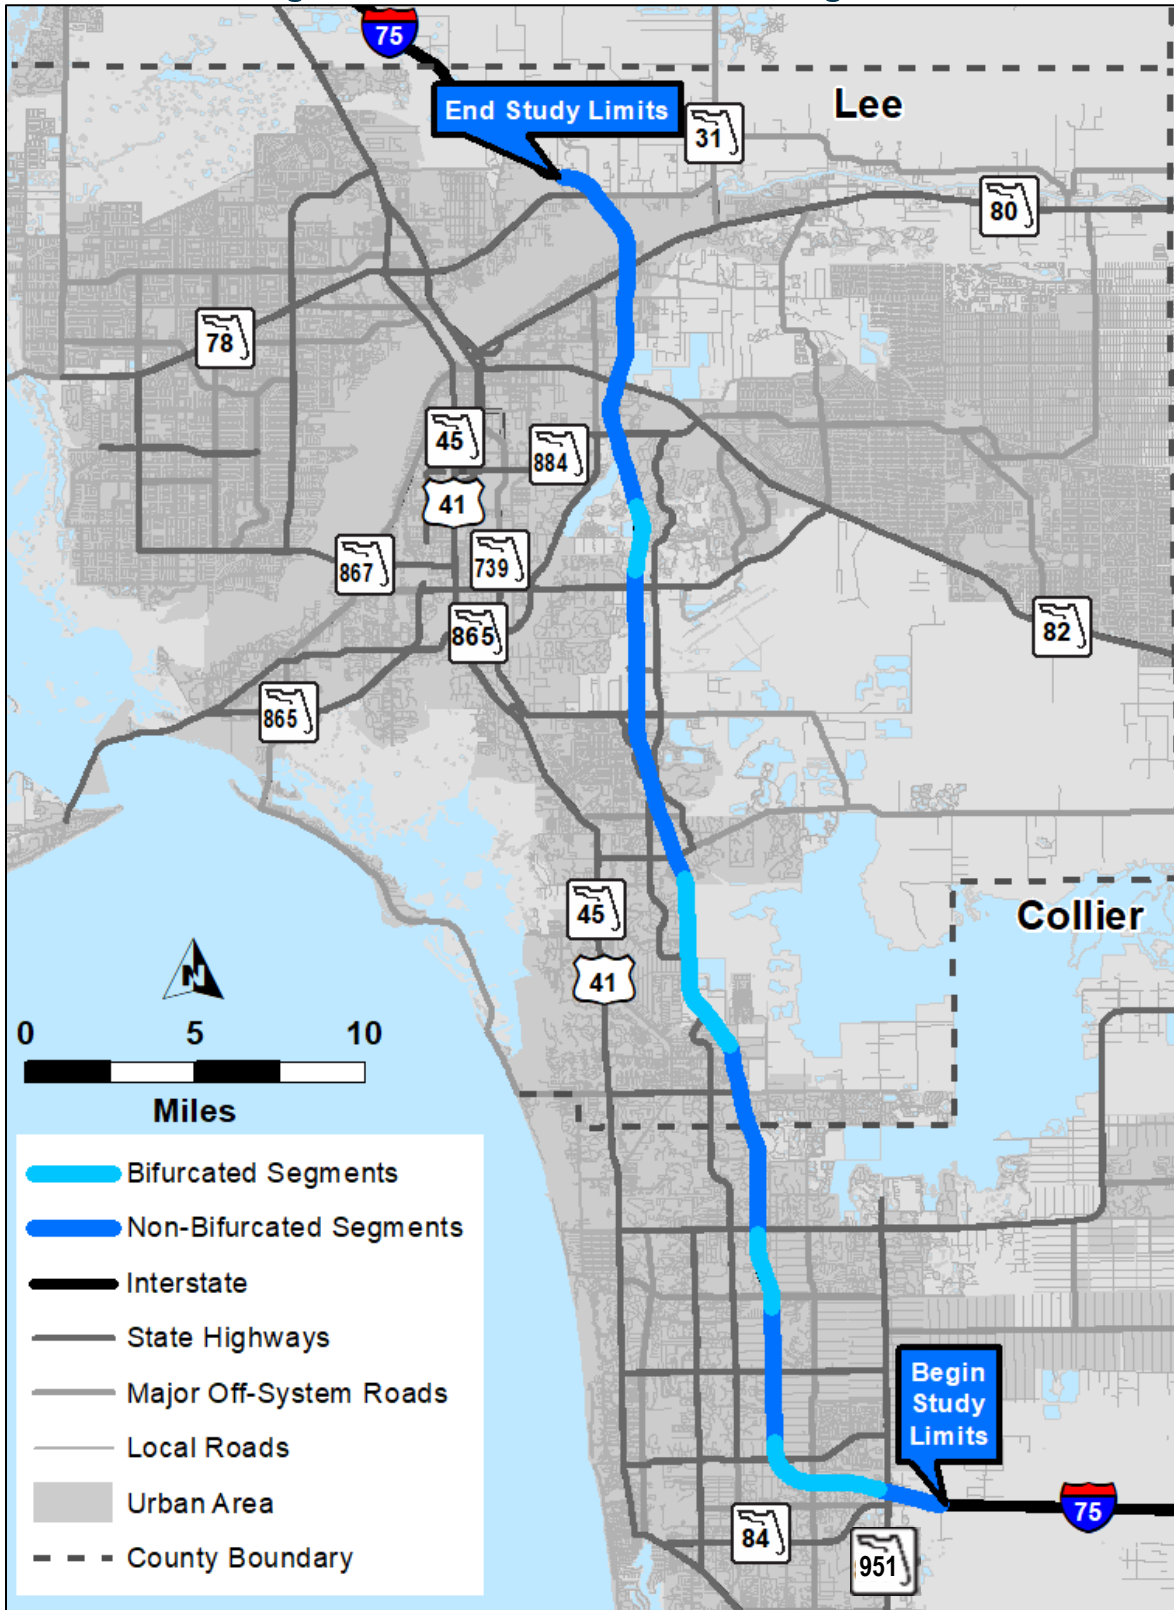 75
End Study Limits
Lee
31
80
78
45
884
41
867
739
865
82
865
Collier
45
41
N
0 5 10
Miles
Bifurcated Segments
Non-Bifurcated Segments
Interstate
State Highways
Major Off-System Roads
Local Roads
Urban Area
County Boundary
Begin
Study
Limits
75
84
951